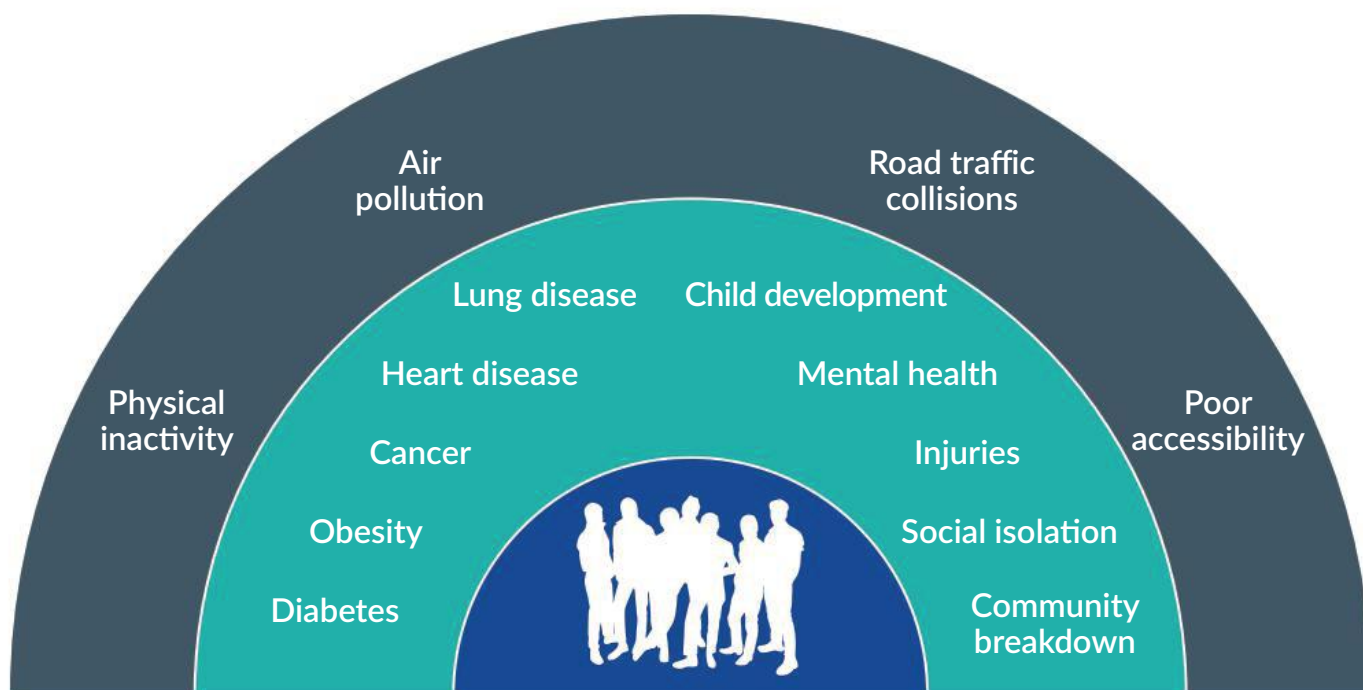 Air
pollution
Road traffic
collisions
Physical
inactivity
Poor
accessibility
Lung disease
Child development
Heart disease
Mental health
Cancer
Injuries
Obesity
Social isolation
Diabetes
Community
breakdown